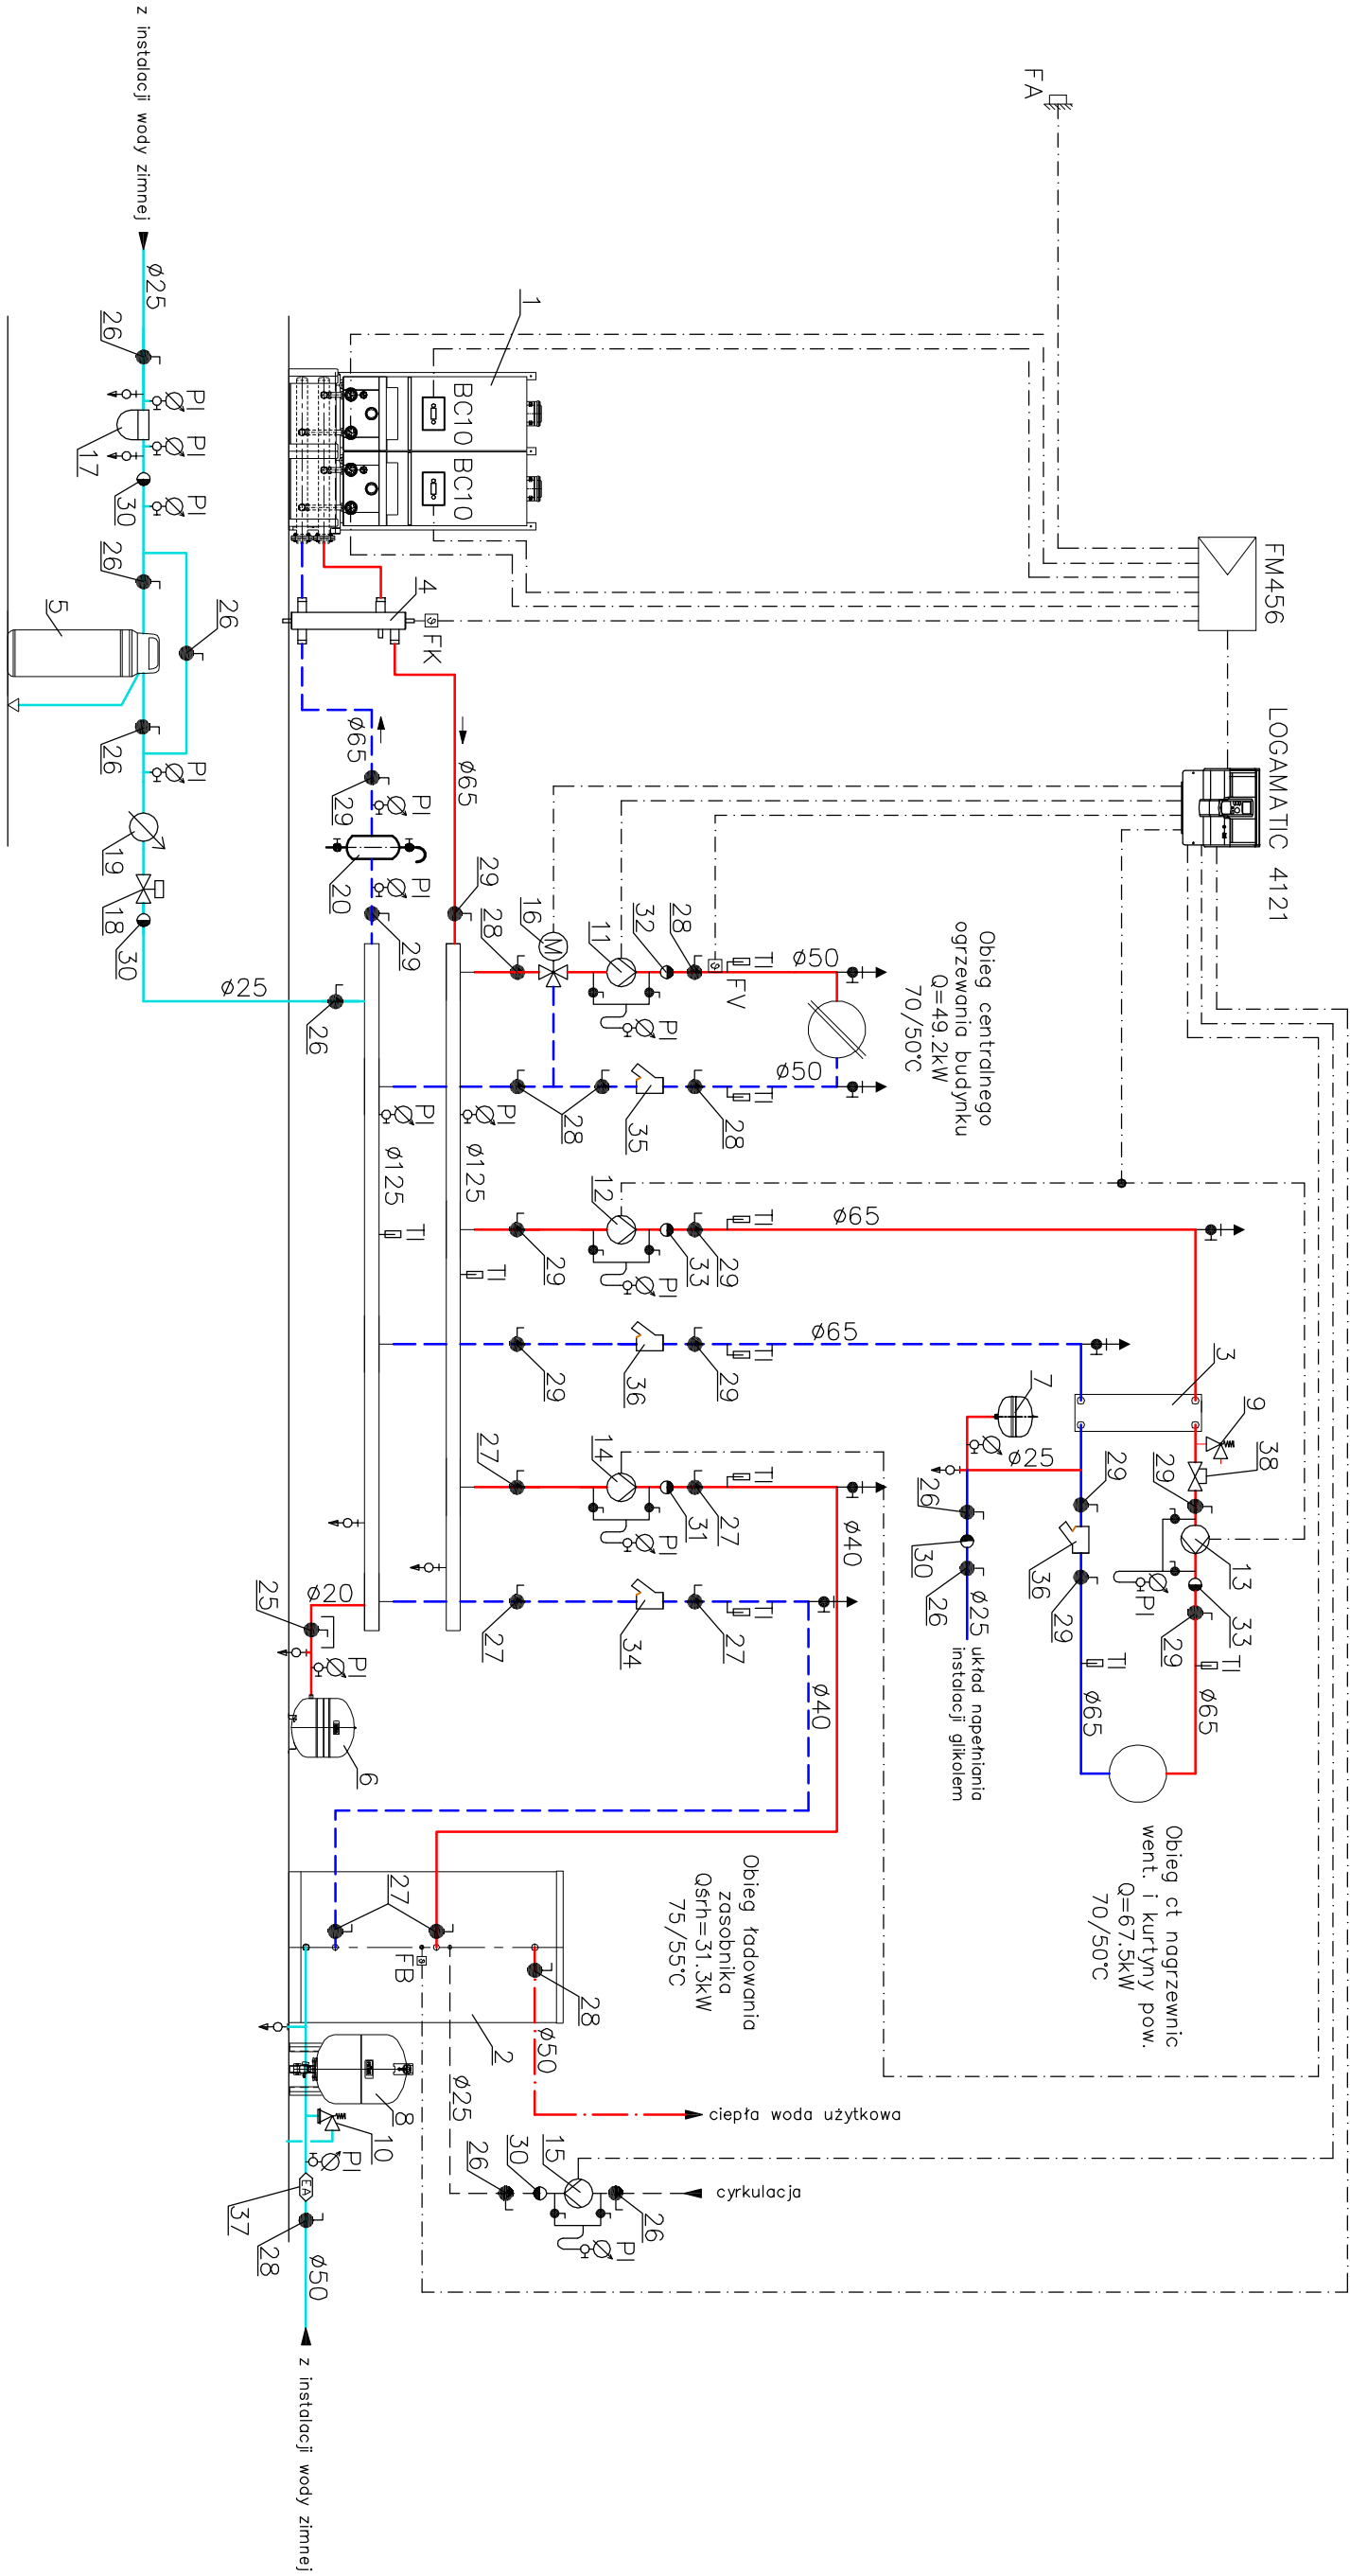 LOGAMATIC 4121
FM456
FA
1
BC10
BC10
4
FK
9
38
3
29
13
33
29
TI
Ø65
PI
29
36
29
TI
Ø65
7
Ø25
26
30
26
Ø25
układ napełniania
instalacji glikolem
Obieg ct nagrzewnic
went. i kurtyny pow.
Q=67.5kW
70/50°C
Obieg centralnego
ogrzewania budynku
Q=49.2kW
70/50°C
Ø50
Ø50
TI
FV
28
32
11
PI
16
28
TI
28
35
28
Ø65
TI
29
33
12
PI
29
Ø65
TI
29
36
29
Ø40
TI
27
31
14
PI
27
Ø40
TI
27
34
27
Obieg ładowania
zasobnika
Qśrh=31.3kW
75/55°C
ciepła woda użytkowa
cyrkulacja
26
15
PI
30
26
28
Ø50
2
Ø25
27
FB
8
10
PI
EA
37
28
Ø50
z instalacji wody zimnej
Ø65
29
PI
Ø125
TI
Ø65
29
PI
20
PI
29
PI
Ø125
TI
Ø20
25
PI
6
z instalacji wody zimnej
Ø25
26
PI
17
PI
30
PI
26
26
5
26
PI
19
18
30
Ø25
26